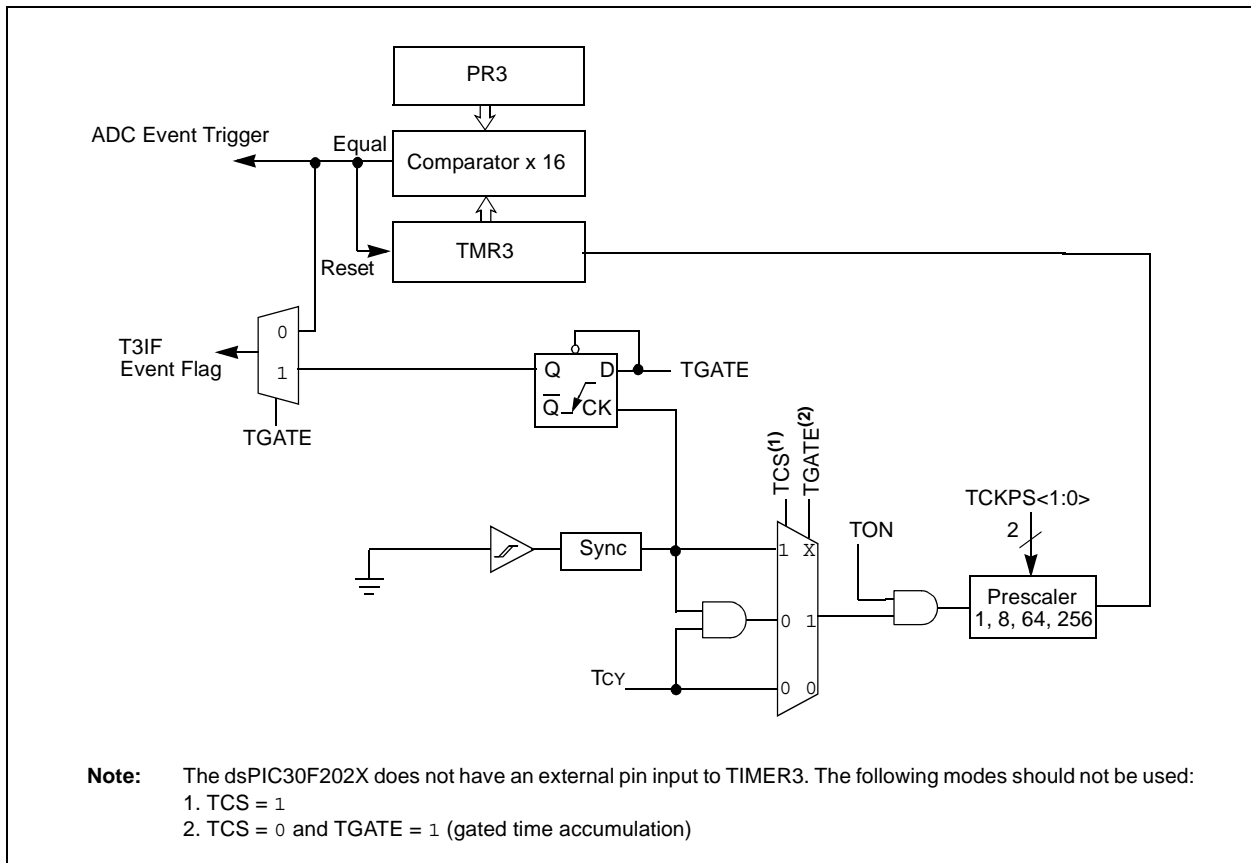 PR3
ADC Event Trigger
Equal
Comparator x 16
Reset
TMR3
0
1
T3IF
Event Flag
TGATE
Q D
Q CK
TGATE
TCS(1)
TGATE(2)
TCKPS<1:0>
2
TON
Sync
1 X
0 1
0 0
Prescaler
1, 8, 64, 256
TCY
Note: The dsPIC30F202X does not have an external pin input to TIMER3. The following modes should not be used:
1. TCS = 1
2. TCS = 0 and TGATE = 1 (gated time accumulation)